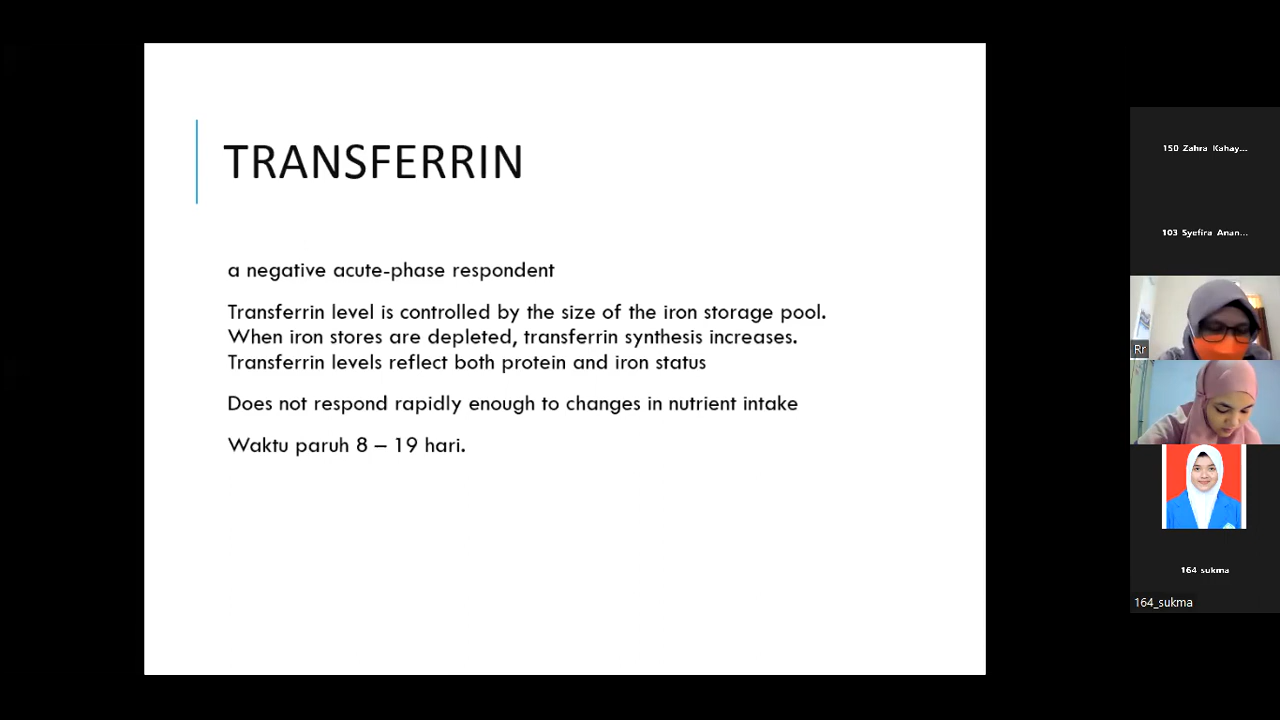 TRANSFERRIN
a negative acute-phase respondent
Transferrin level is controlled by the size of the iron storage pool.
When iron stores are depleted, transferrin synthesis increases.
Transferrin levels reflect both protein and iron status
Does not respond rapidly enough to changes in nutrient intake
Waktu paruh 8 – 19 hari.
150 Zahra Kahay...
103 Syefira Anan...
Rr
164 sukma
164_sukma